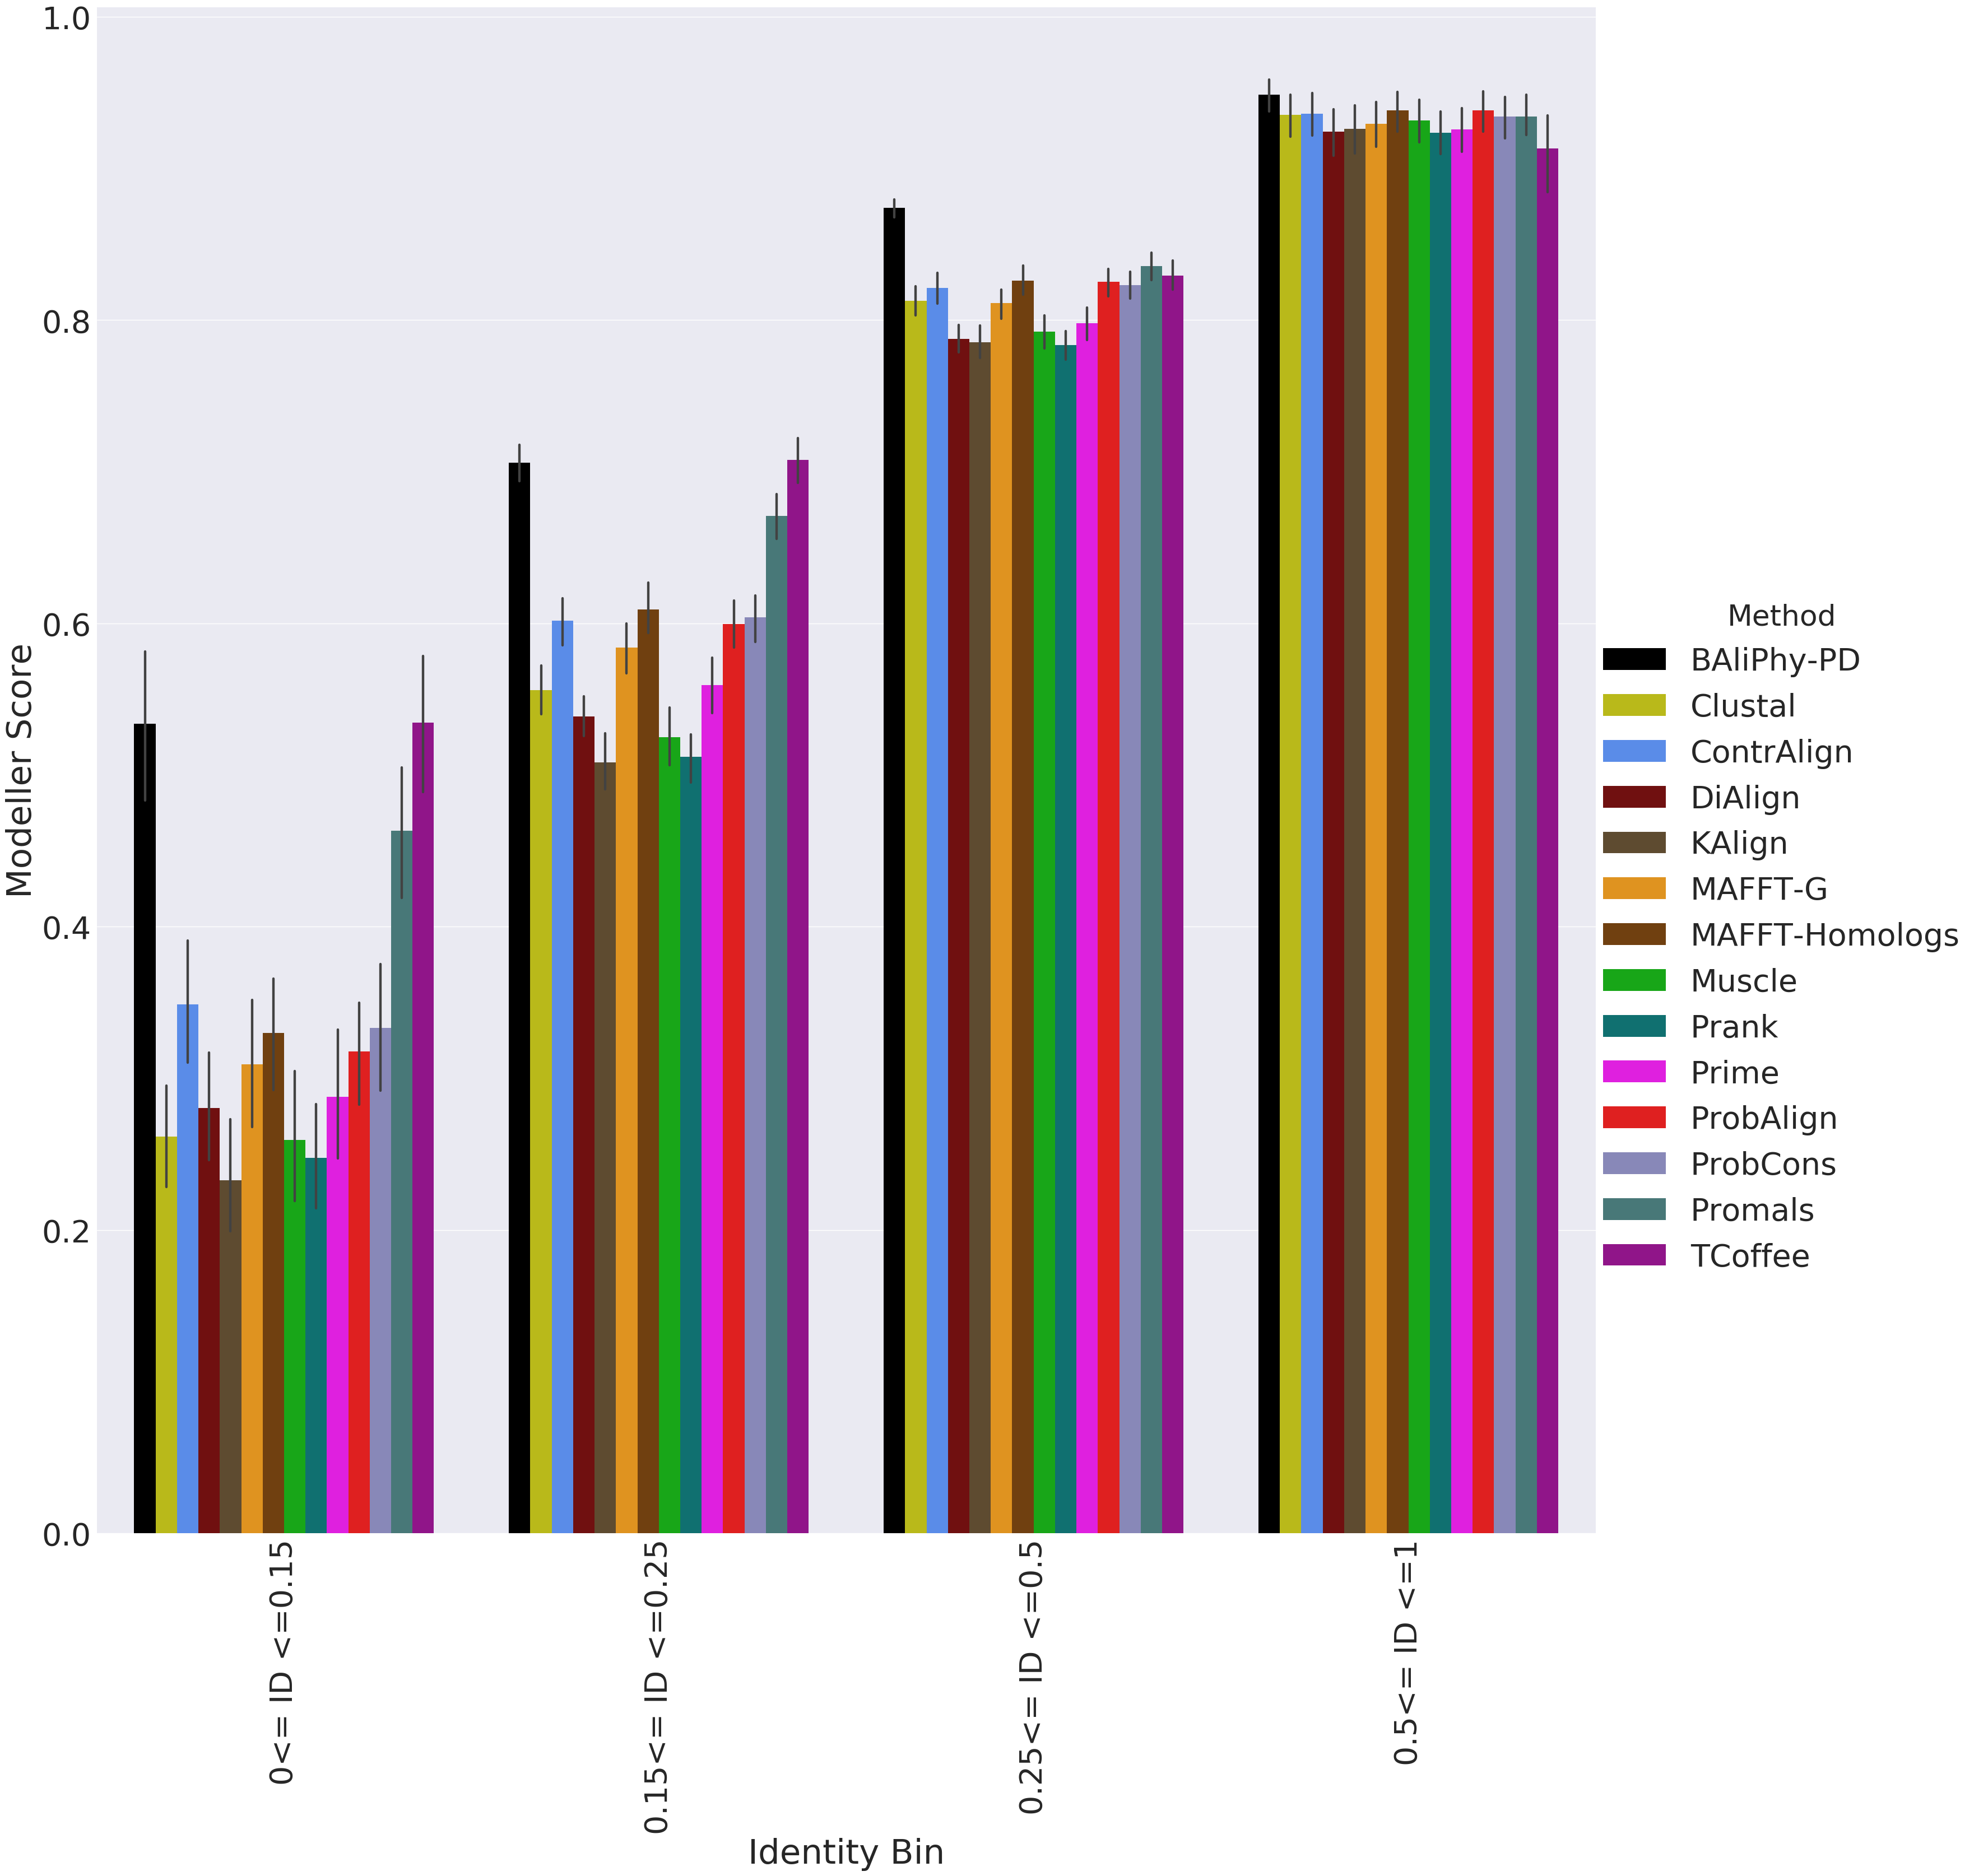 1.0
0.8
0.6
0.4
0.2
0.0
Modeller Score
0<= ID <=0.15
0.15<= ID <=0.25
0.25<= ID <=0.5
0.5<= ID <=1
Identity Bin
Method
BAliPhy-PD
Clustal
ContrAlign
DiAlign
KAlign
MAFFT-G
MAFFT-Homologs
Muscle
Prank
Prime
ProbAlign
ProbCons
Promals
TCoffee